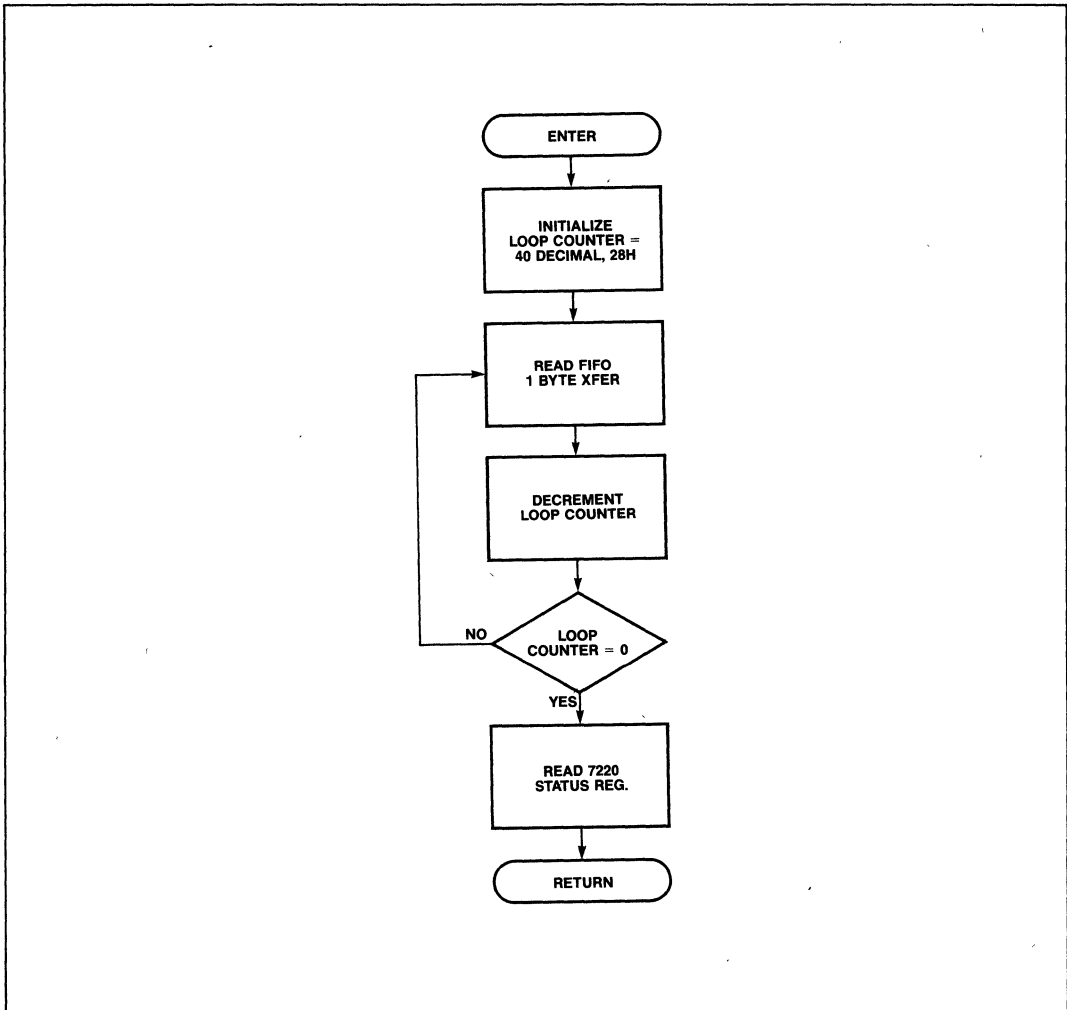 ENTER
INITIALIZE
LOOP COUNTER =
40 DECIMAL, 28H
READ FIFO
1 BYTE XFER
DECREMENT
LOOP COUNTER
NO
LOOP
COUNTER = 0
YES
READ 7220
STATUS REG.
RETURN